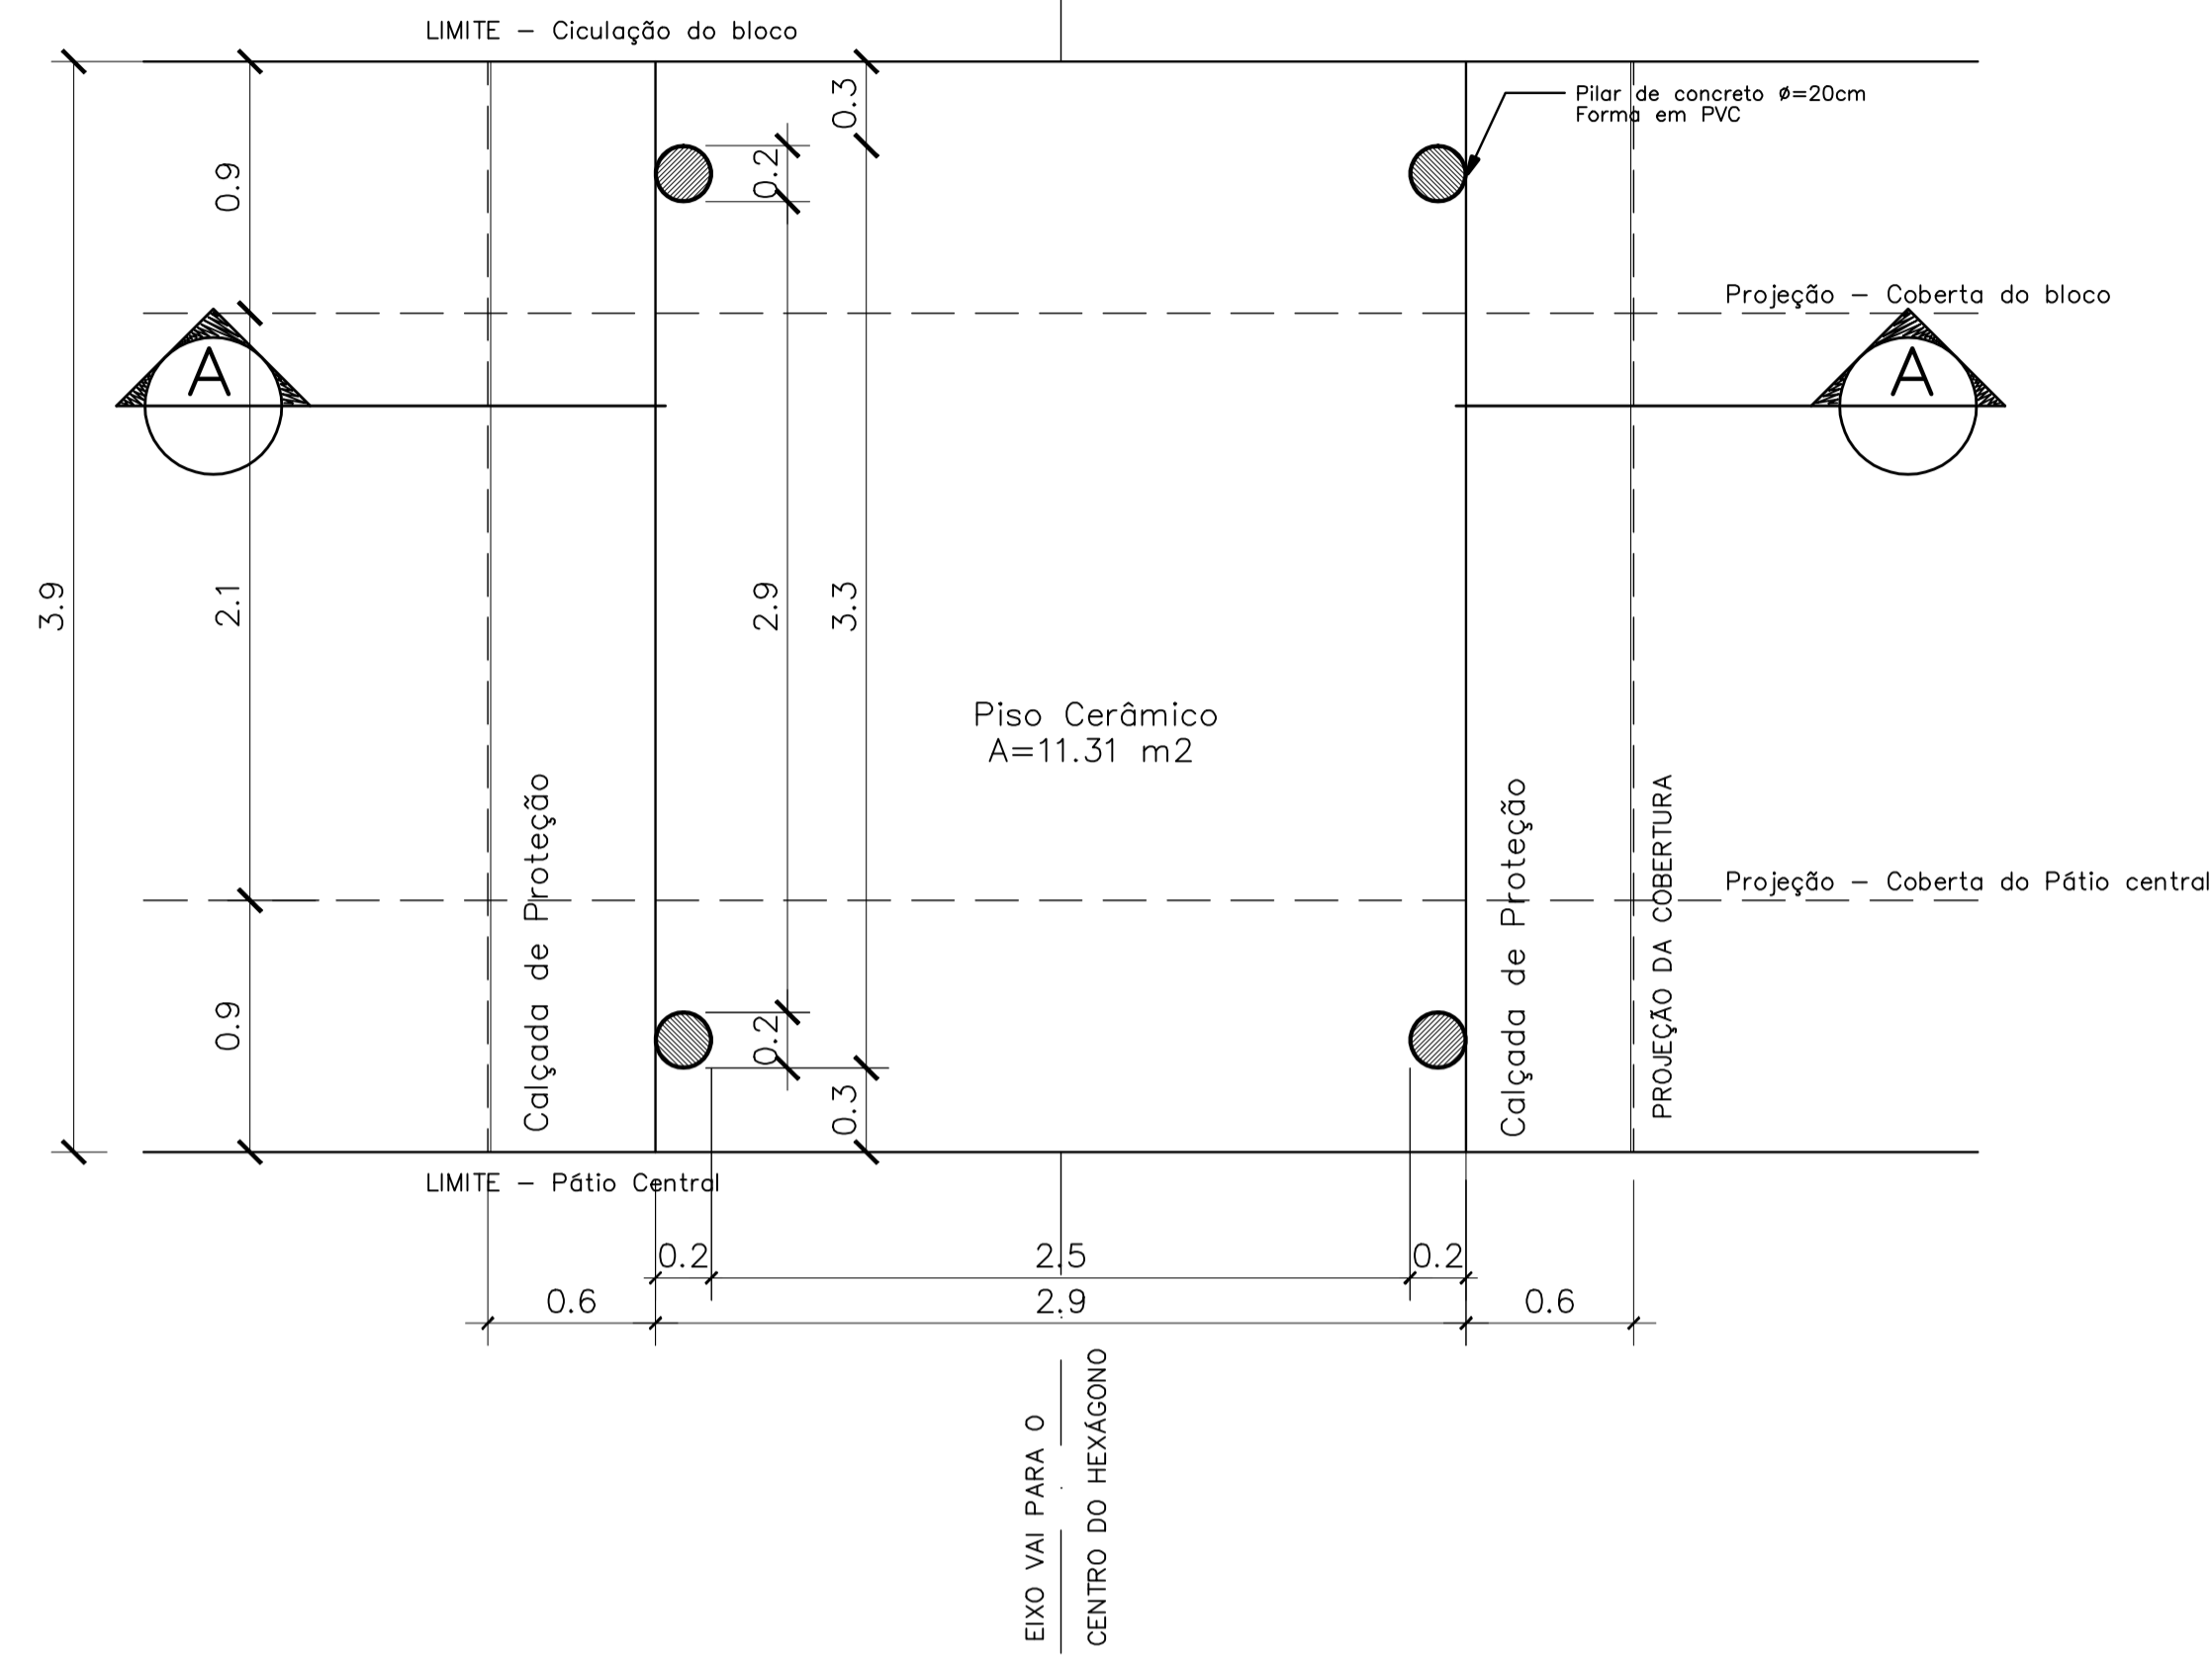 LIMITE – Ciculação do bloco
0.3
Pilar de concreto ø=20cm
Forma em PVC
0.9
0.2
Projeção – Coberta do bloco
A
A
3.9
2.1
2.9
3.3
Piso Cerâmico
A=11.31 m2
Calçada de Proteção
Calçada de Proteção
PROJEÇÃO DA COBERTURA
Projeção – Coberta do Pátio central
0.9
0.2
0.3
LIMITE – Pátio Central
0.2
2.5
0.2
0.6
2.9
0.6
EIXO VAI PARA O
CENTRO DO HEXÁGONO